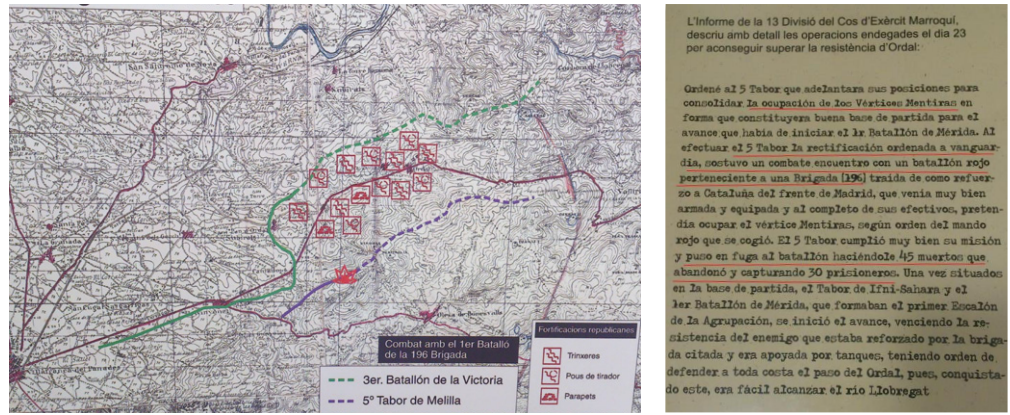 Combat amb el 1er Batalló
de la 196 Brigada
3er. Batallón de la Victoria
5º Tabor de Melilla
Fortificacions republicanes
Trinxeres
Pous de tirador
Parapets
L'Informe de la 13 Divisió del Cos d'Exèrcit Marroquí,
descriu amb detall les operacions endegades el dia 23
per aconseguir superar la resistència d'Ordal:
Ordené al 5 Tabor que adelantara sus posiciones para
consolidar la ocupación de los Vértices Mentiras en
forma que constituyera buena base de partida para el
avance que había de iniciar el 1r Batallón de Mérida. Al
efectuar el 5 Tabor la rectificación ordenada a vanguar-
dia, sostuvo un combate encuentro con un batallón rojo
perteneciente a una Brigada [196] traida de como refuer-
zo a Cataluña del frente de Madrid, que venía muy bien
armada y equipada y al completo de sus efectivos, preten-
día ocupar el vértice Mentiras, según orden del mando
rojo que se cogió. El 5 Tabor cumplió muy bien su misión
y puso en fuga al batallón haciéndole 45 muertos que
abandonó y capturando 30 prisioneros. Una vez situados
en la base de partida, el Tabor de Ifni-Sahara y el
1er Batallón de Mérida, que formaban el primer Escalón
de la Agrupación, se inició el avance, venciendo la re-
sistencia del enemigo que estaba reforzado por la briga-
da citada y era apoyada por tanques, teniendo orden de
defender a toda costa el paso del Ordal, pues, conquista-
do este, era fácil alcanzar el río Llobregat